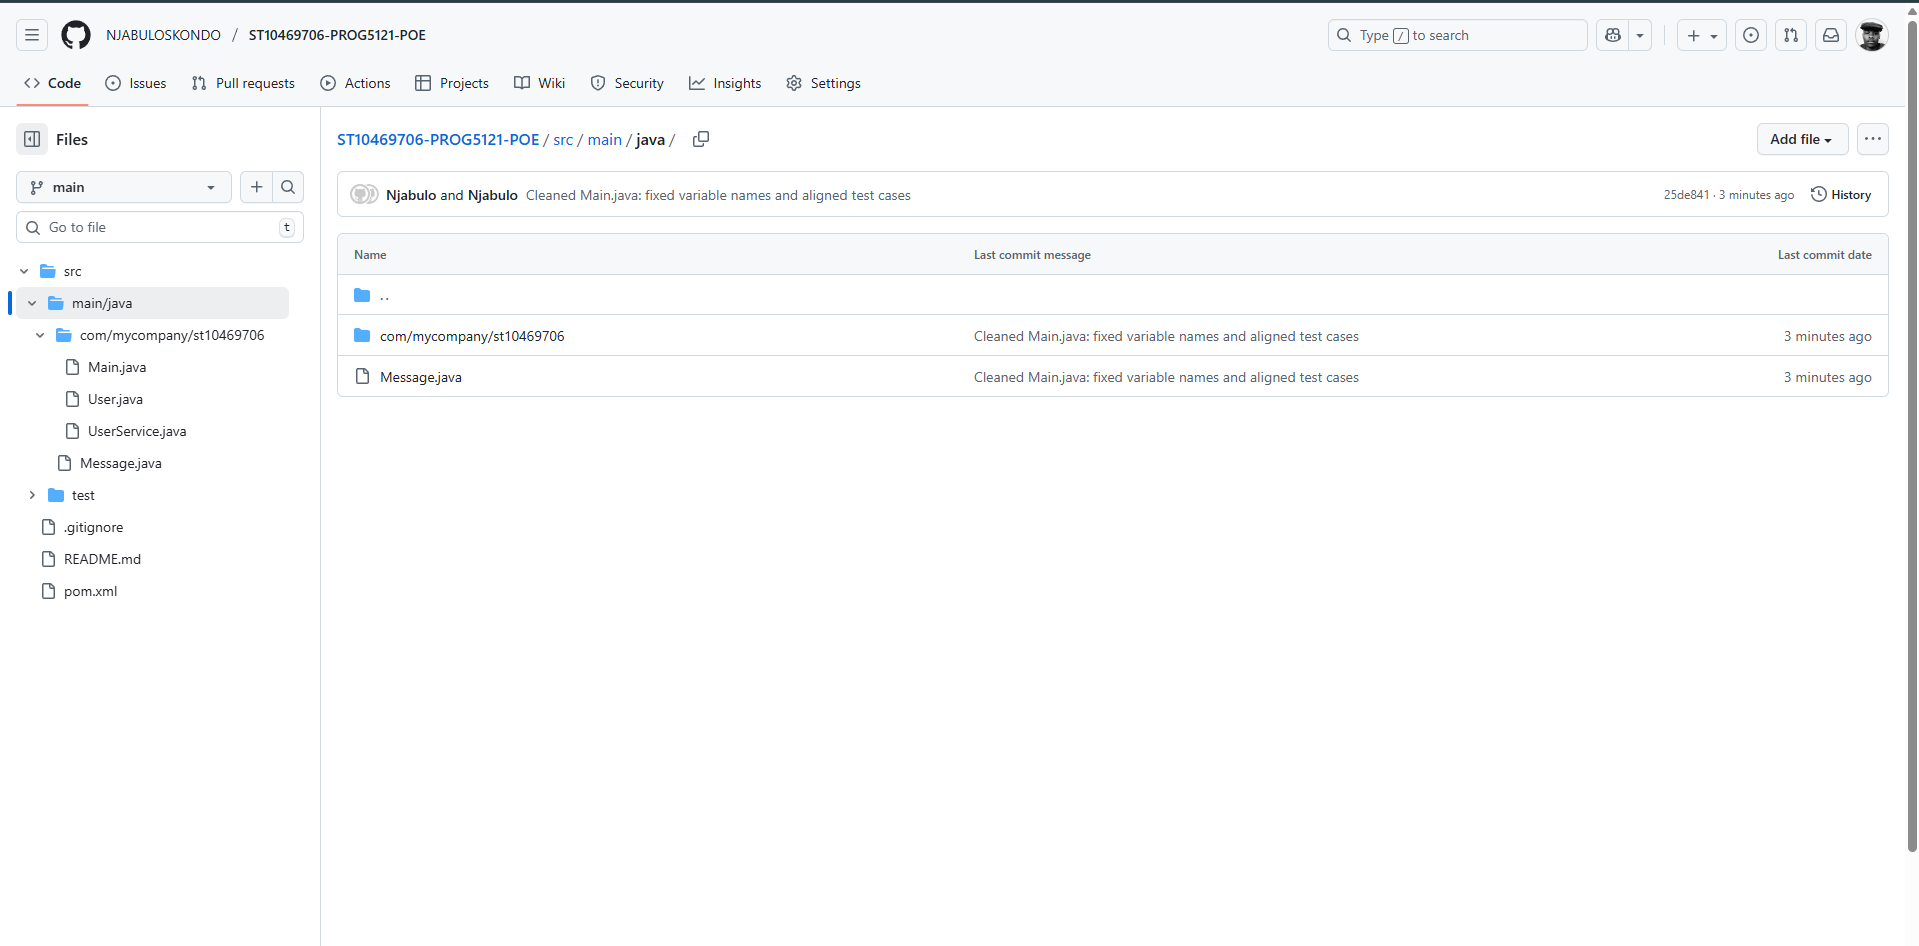 NJABULOSKONDO / ST10469706-PROG5121-POE
Type / to search
Code Issues Pull requests Actions Projects Wiki Security Insights Settings
Files
main
Go to file t
src
main/java
com/mycompany/st10469706
Main.java
User.java
UserService.java
Message.java
test
.gitignore
README.md
pom.xml
ST10469706-PROG5121-POE / src / main / java /
Add file
Njabulo and Njabulo Cleaned Main.java: fixed variable names and aligned test cases
25de841 · 3 minutes ago History
Name Last commit message Last commit date
..
com/mycompany/st10469706 Cleaned Main.java: fixed variable names and aligned test cases 3 minutes ago
Message.java Cleaned Main.java: fixed variable names and aligned test cases 3 minutes ago